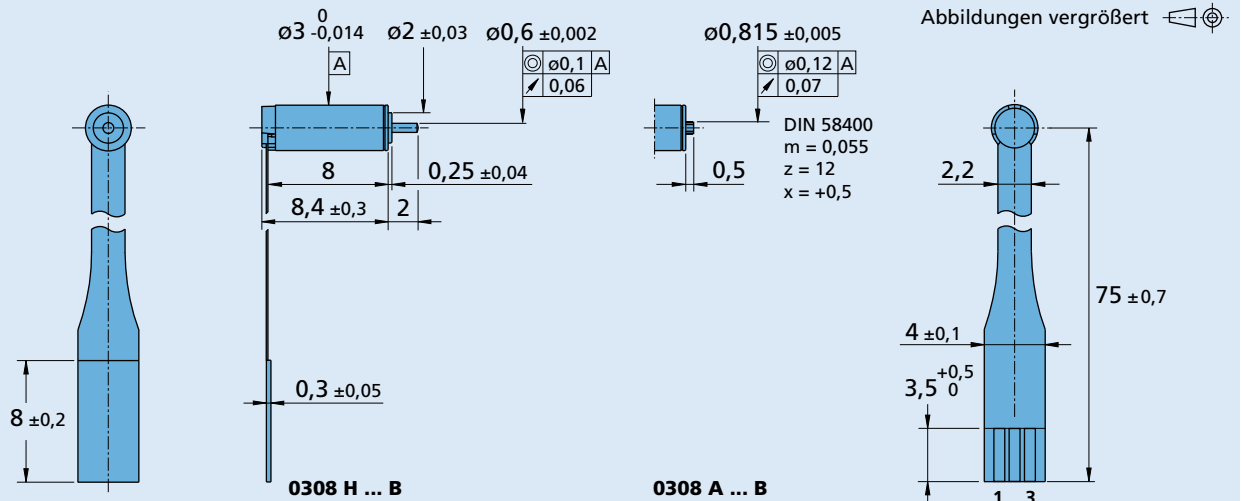 Abbildungen vergrößert
ø3 0 -0,014
ø2 ±0,03
ø0,6 ±0,002
ø0,815 ±0,005
A
ø0,1 A
0,06
ø0,12 A
0,07
DIN 58400
m = 0,055
z = 12
x = +0,5
8
0,25 ±0,04
8,4 ±0,3
2
0,5
2,2
75 ±0,7
4 ±0,1
3,5 +0,5 0
0,3 ±0,05
8 ±0,2
0308 H ... B
0308 A ... B
1 3